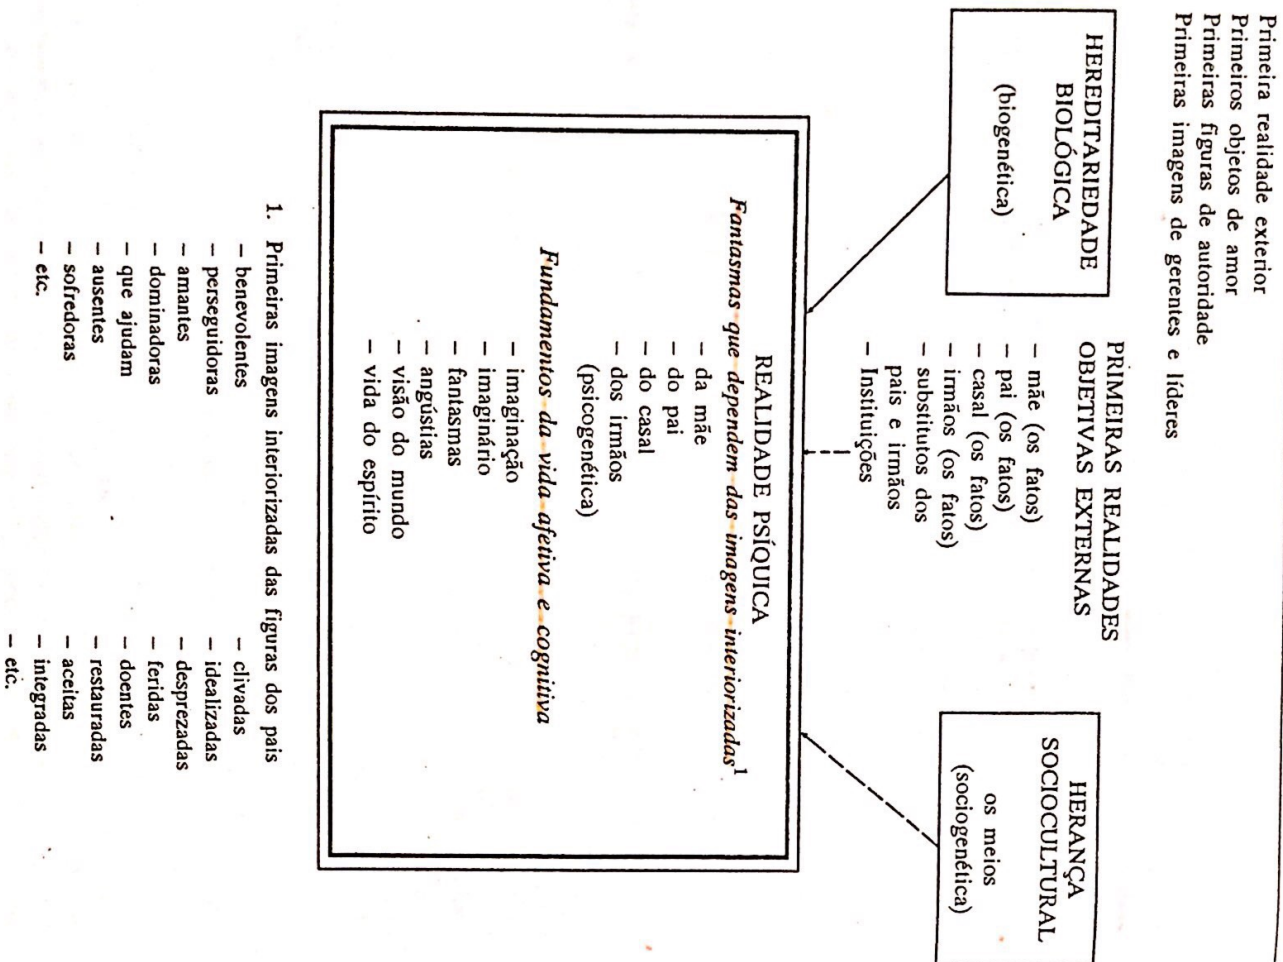 Primeira realidade exterior
Primeiros objetos de amor
Primeiras figuras de autoridade
Primeiras imagens de gerentes e líderes
HEREDITARIEDADE
BIOLÓGICA
(biogenética)
PRIMEIRAS REALIDADES
OBJETIVAS EXTERNAS
– mãe (os fatos)
– pai (os fatos)
– casal (os fatos)
– irmãos (os fatos)
– substitutos dos
pais e irmãos
– Instituições
HERANÇA
SOCIOCULTURAL
os meios
(sociogenética)
REALIDADE PSÍQUICA
Fantasmas que dependem das imagens interiorizadas¹
– da mãe
– do pai
– do casal
– dos irmãos
(psicogenética)
Fundamentos da vida afetiva e cognitiva
– imaginação
– imaginário
– fantasmas
– angústias
– visão do mundo
– vida do espírito
1. Primeiras imagens interiorizadas das figuras dos pais
– benevolentes
– perseguidoras
– amantes
– dominadoras
– que ajudam
– ausentes
– sofredoras
– etc.
– clivadas
– idealizadas
– desprezadas
– feridas
– doentes
– restauradas
– aceitas
– integradas
– etc.